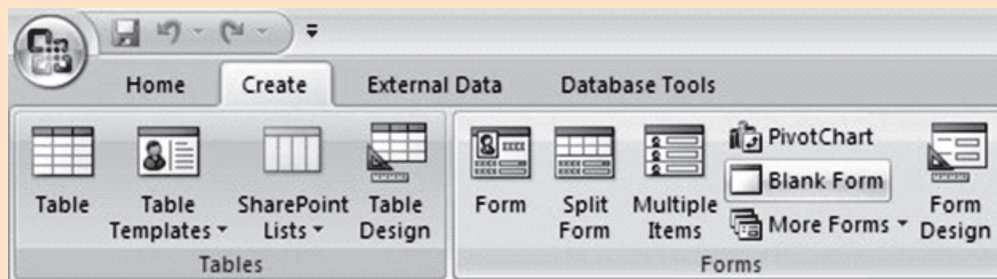 Home Create External Data Database Tools
Table
Table Templates
SharePoint Lists
Table Design
Tables
Form
Split Form
Multiple Items
PivotChart
Blank Form
More Forms
Form Design
Forms